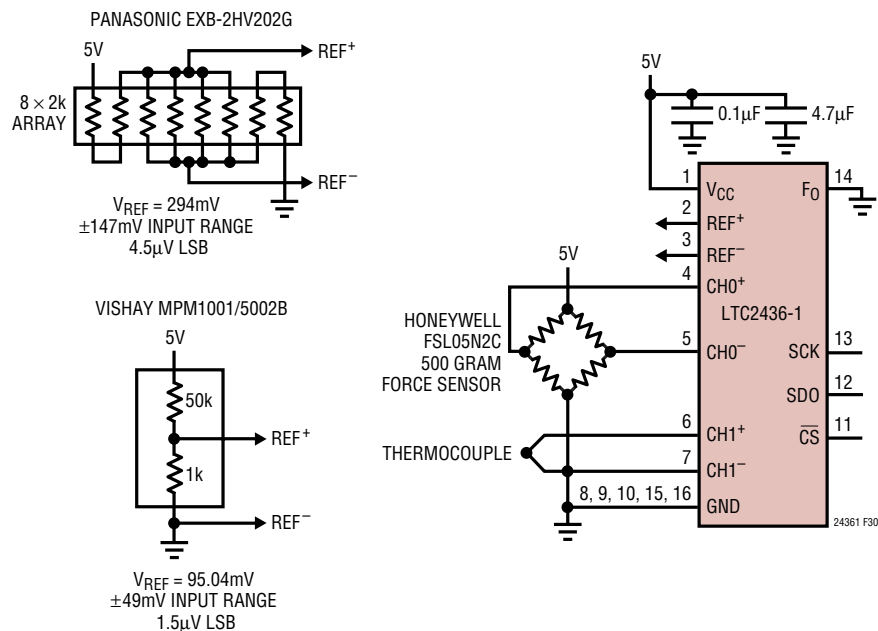 PANASONIC EXB-2HV202G
5V
REF+
8 × 2k
ARRAY
REF–
VREF = 294mV
±147mV INPUT RANGE
4.5µV LSB
VISHAY MPM1001/5002B
5V
50k
REF+
1k
REF–
VREF = 95.04mV
±49mV INPUT RANGE
1.5µV LSB
5V
0.1µF
4.7µF
1
VCC
FO
14
2
REF+
3
REF–
4
CH0+
5V
LTC2436-1
HONEYWELL
FSL05N2C
500 GRAM
FORCE SENSOR
5
CH0–
SCK
13
SDO
12
6
CH1+
CS
11
THERMOCOUPLE
7
CH1–
8, 9, 10, 15, 16
GND
24361 F30